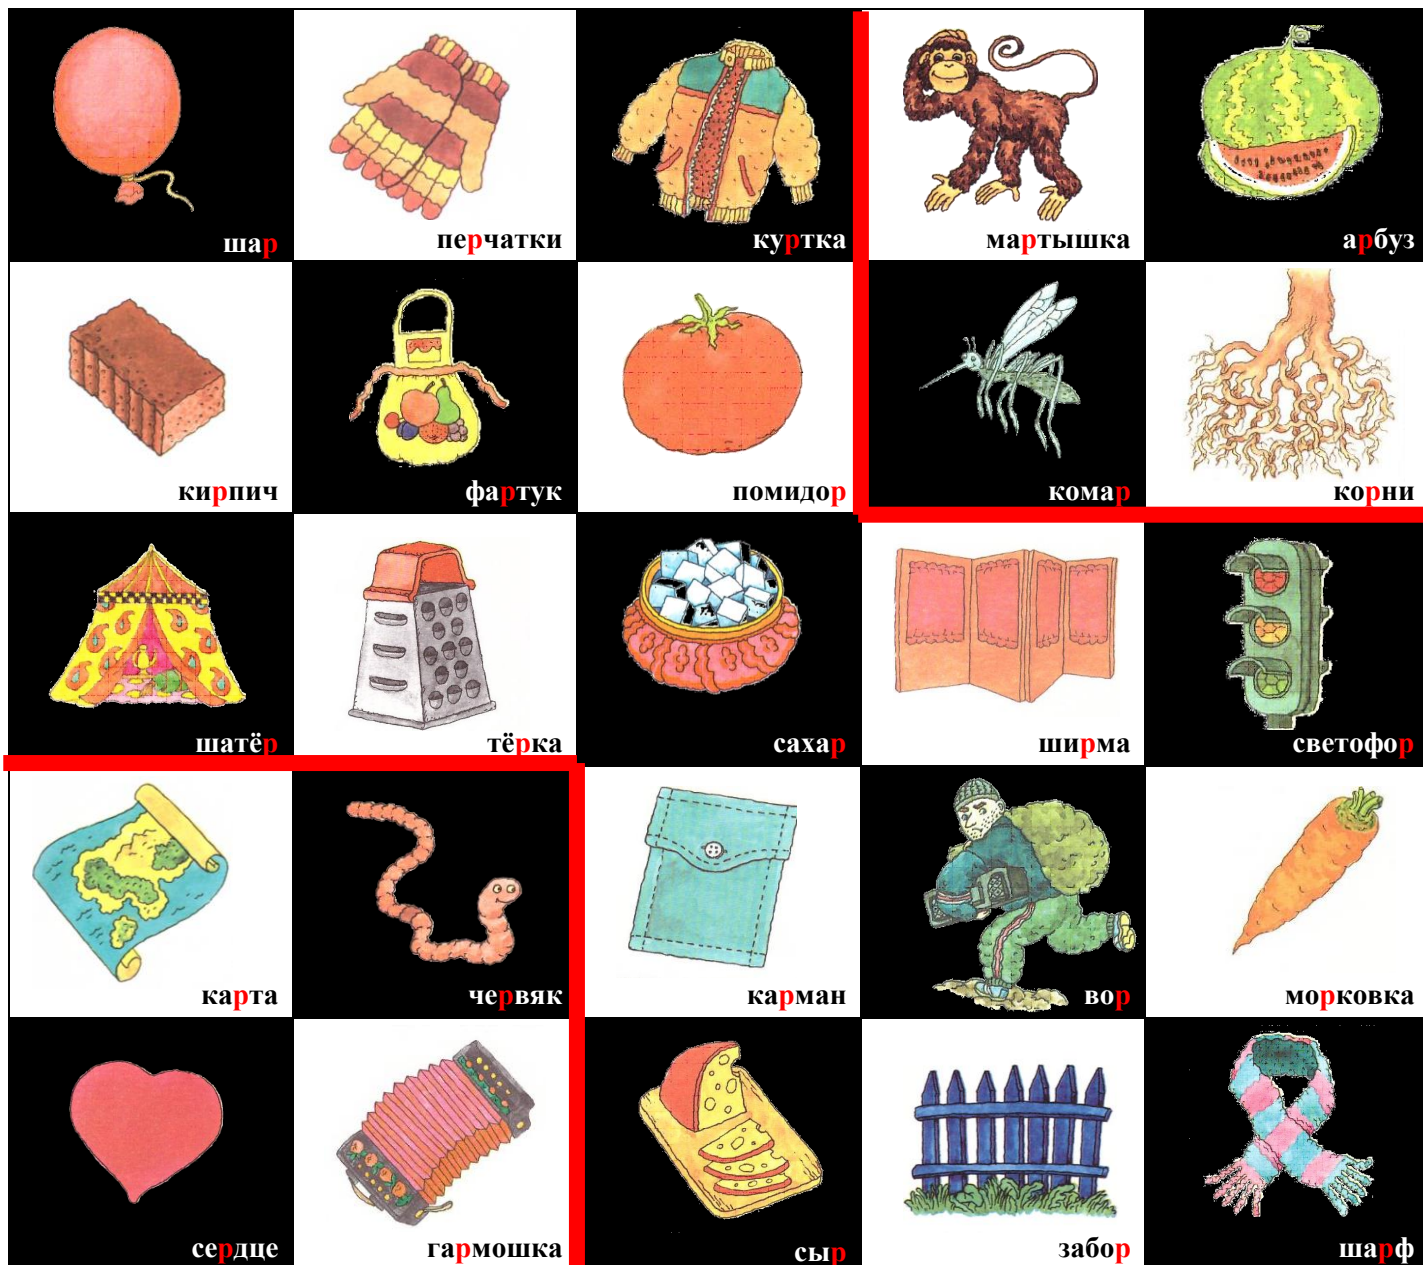 шар
перчатки
куртка
мартышка
арбуз
кирпич
фартук
помидор
комар
корни
шатёр
тёрка
сахар
ширма
светофор
карта
червяк
карман
вор
морковка
сердце
гармошка
сыр
забор
шарф